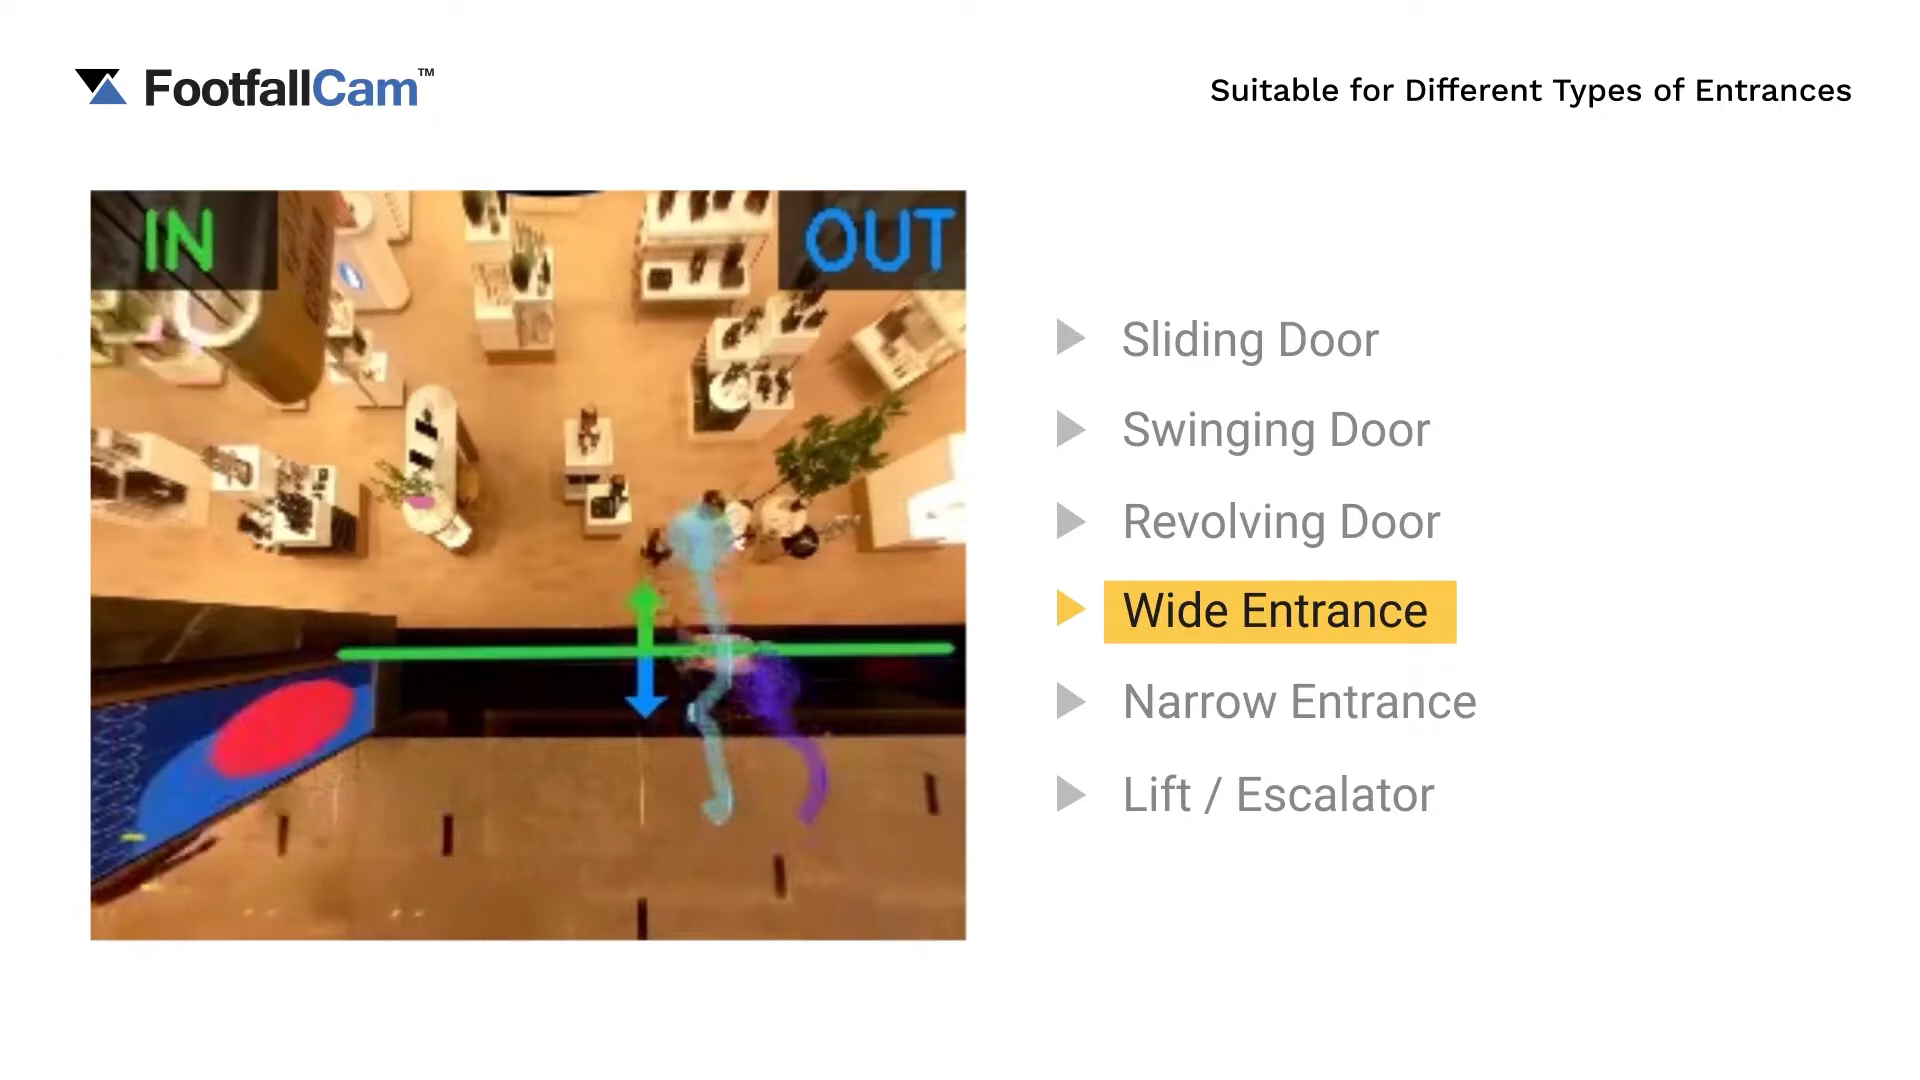 FootfallCam™
Suitable for Different Types of Entrances
IN
OUT
Sliding Door
Swinging Door
Revolving Door
Wide Entrance
Narrow Entrance
Lift / Escalator